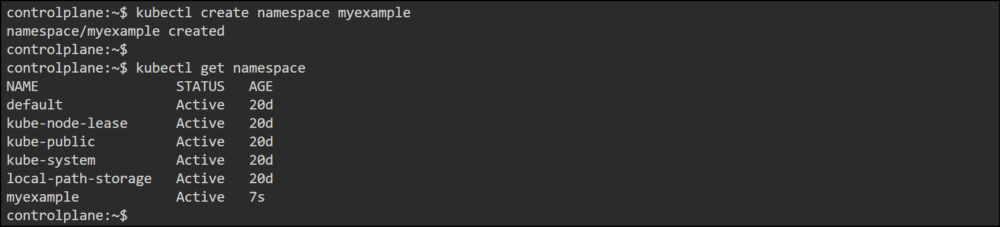 controlplane:~$ kubectl create namespace myexample
namespace/myexample created
controlplane:~$
controlplane:~$ kubectl get namespace
NAME                 STATUS   AGE
default              Active   20d
kube-node-lease      Active   20d
kube-public          Active   20d
kube-system          Active   20d
local-path-storage   Active   20d
myexample            Active   7s
controlplane:~$